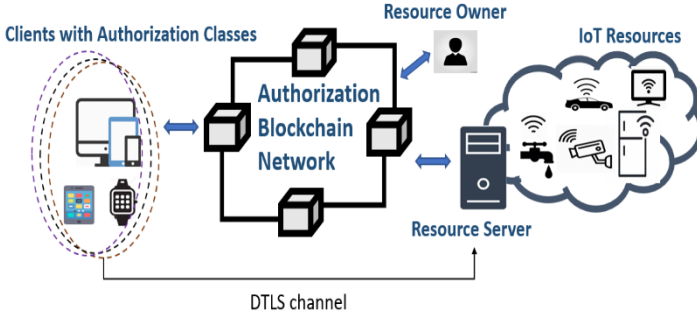 Resource Owner
Clients with Authorization Classes
IoT Resources
Authorization
Blockchain
Network
Resource Server
DTLS channel